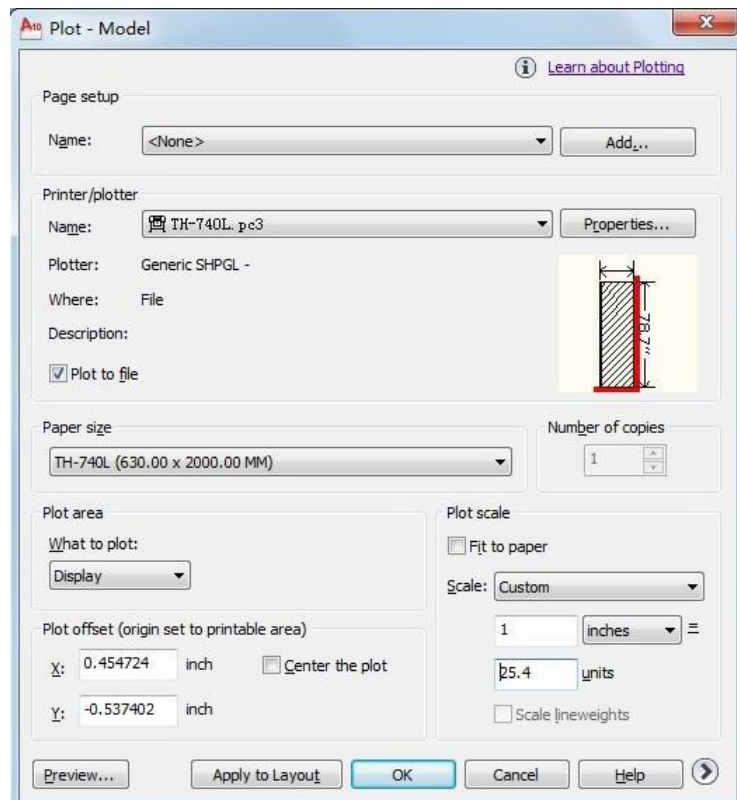 A10 Plot - Model
Learn about Plotting
Page setup
Name: <None> Add...
Printer/plotter
Name: TH-740L.pc3 Properties...
Plotter: Generic SHPGL -
Where: File
Description:
Plot to file
78.7"
Paper size
TH-740L (630.00 x 2000.00 MM)
Number of copies
1
Plot area
What to plot:
Display
Plot offset (origin set to printable area)
X: 0.454724 inch Center the plot
Y: -0.537402 inch
Plot scale
Fit to paper
Scale: Custom
1 inches =
25.4 units
Scale lineweights
Preview... Apply to Layout OK Cancel Help